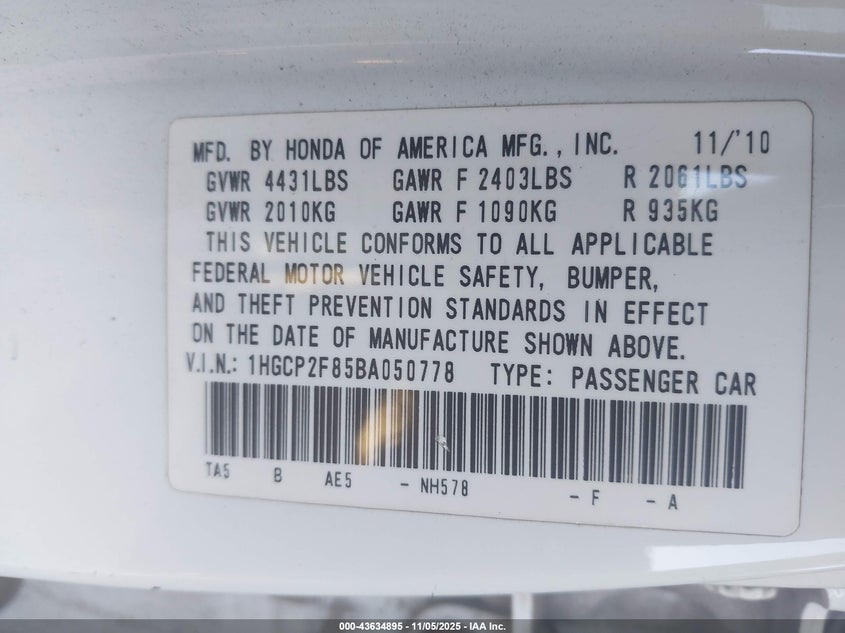 MFD. BY HONDA OF AMERICA MFG., INC. 11/'10
GVWR 4431LBS GAWR F 2403LBS R 2061LBS
GVWR 2010KG GAWR F 1090KG R 935KG
THIS VEHICLE CONFORMS TO ALL APPLICABLE
FEDERAL MOTOR VEHICLE SAFETY, BUMPER,
AND THEFT PREVENTION STANDARDS IN EFFECT
ON THE DATE OF MANUFACTURE SHOWN ABOVE.
V.I.N.: 1HGCP2F85BA050778 TYPE: PASSENGER CAR
TA5 B AE5 - NH578 - F - A
000-43634895 - 11/05/2025 - IAA Inc.